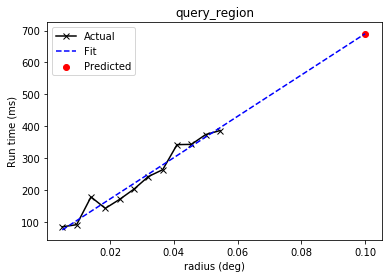 query_region
Actual
Fit
Predicted
700
600
500
400
300
200
100
Run time (ms)
0.02
0.04
0.06
0.08
0.10
radius (deg)